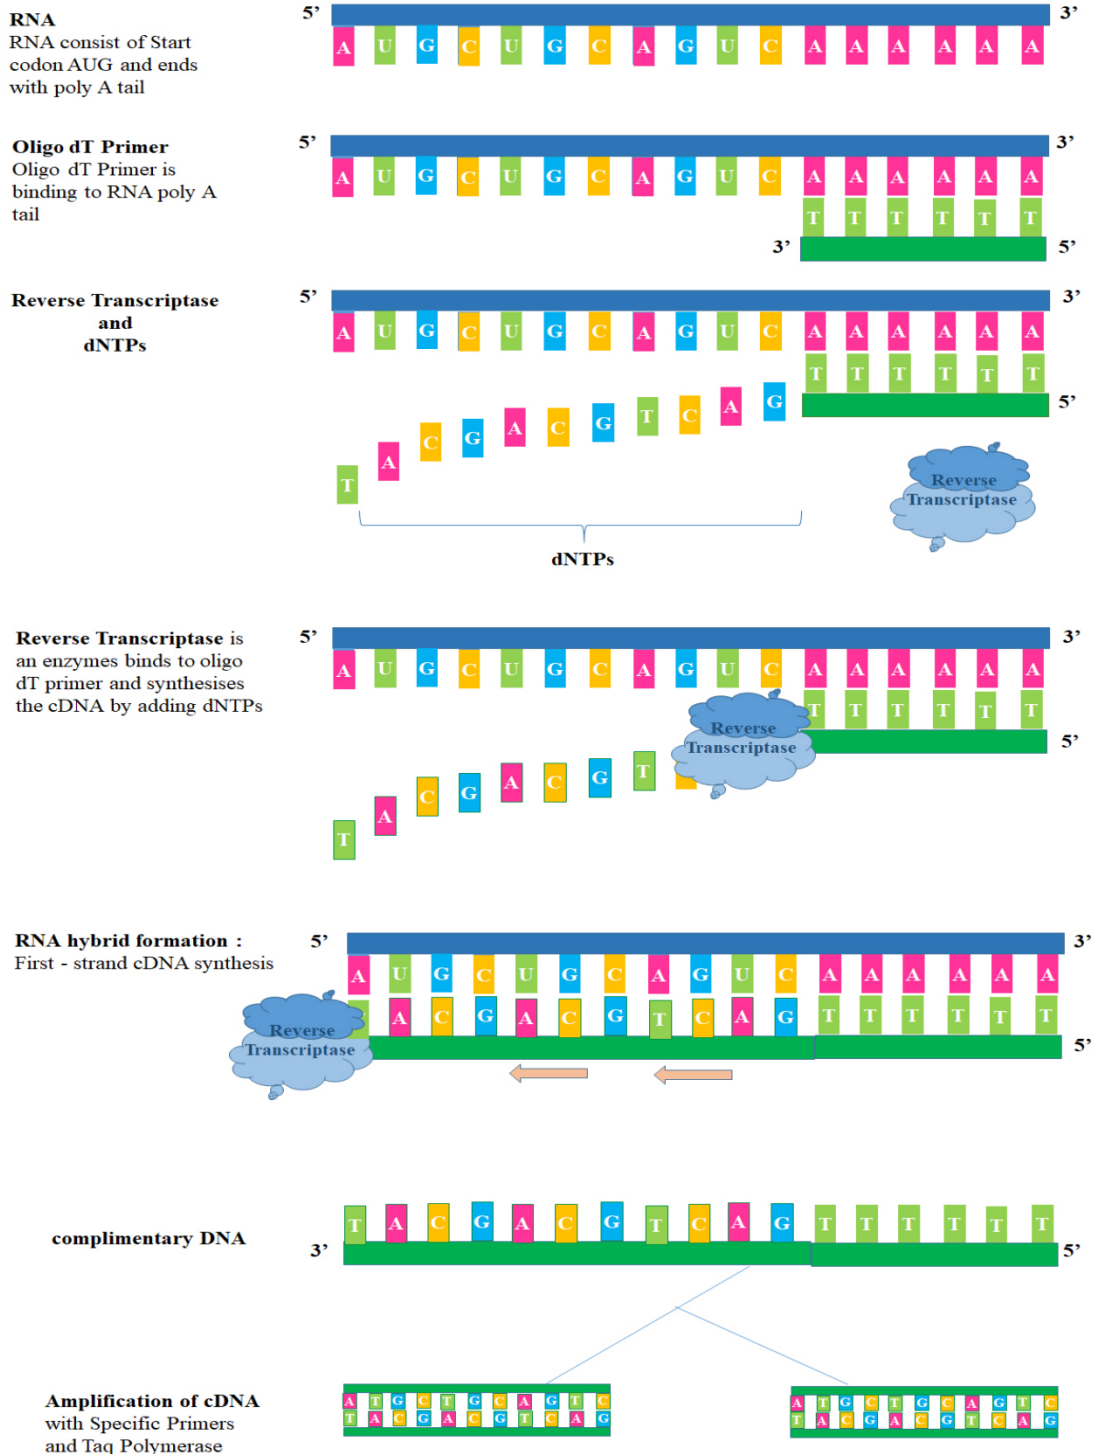 RNA
RNA consist of Start
codon AUG and ends
with poly A tail
5’ 3’
A U G C U G C A G U C A A A A A A
Oligo dT Primer
Oligo dT Primer is
binding to RNA poly A
tail
5’ 3’
A U G C U G C A G U C A A A A A A
T T T T T T
3’ 5’
Reverse Transcriptase
and
dNTPs
5’ 3’
A U G C U G C A G U C A A A A A A
T T T T T T
5’
T A C G A C G T C A G
Reverse
Transcriptase
dNTPs
Reverse Transcriptase is
an enzymes binds to oligo
dT primer and synthesises
the cDNA by adding dNTPs
5’ 3’
A U G C U G C A G U C A A A A A A
T T T T T T
5’
Reverse
Transcriptase
T A C G A C G T
RNA hybrid formation :
First - strand cDNA synthesis
5’ 3’
A U G C U G C A G U C A A A A A A
A C G A C G T C A G T T T T T T
5’
Reverse
Transcriptase
complimentary DNA
T A C G A C G T C A G T T T T T T
3’ 5’
Amplification of cDNA
with Specific Primers
and Taq Polymerase
A T G C T G C A G T C
T A C G A C G T C A G
A T G C T G C A G T C
T A C G A C G T C A G